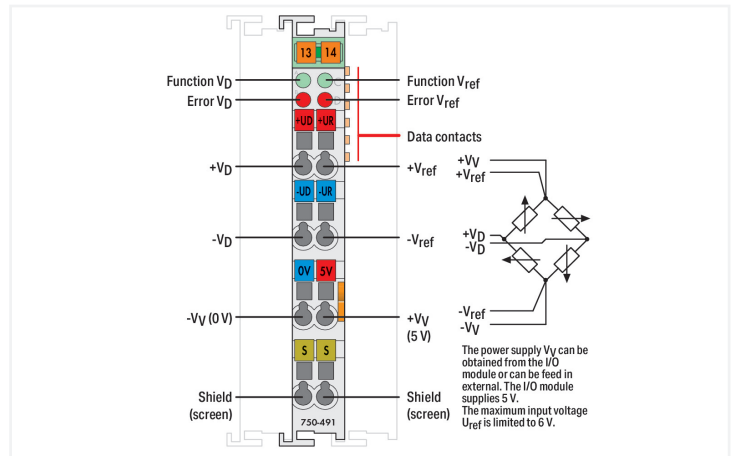 13 14
Function VD
Function Vref
Error VD
Error Vref
+UD +UR
Data contacts
+VD
+Vref
-UD -UR
-VD
-Vref
0V 5V
-VV (0 V)
+VV
(5 V)
S S
Shield
(screen)
Shield
(screen)
750-491
+VV
+Vref
+VD
-VD
-Vref
-VV
The power supply VV can be
obtained from the I/O
module or can be feed in
external. The I/O module
supplies 5 V.
The maximum input voltage
Uref is limited to 6 V.